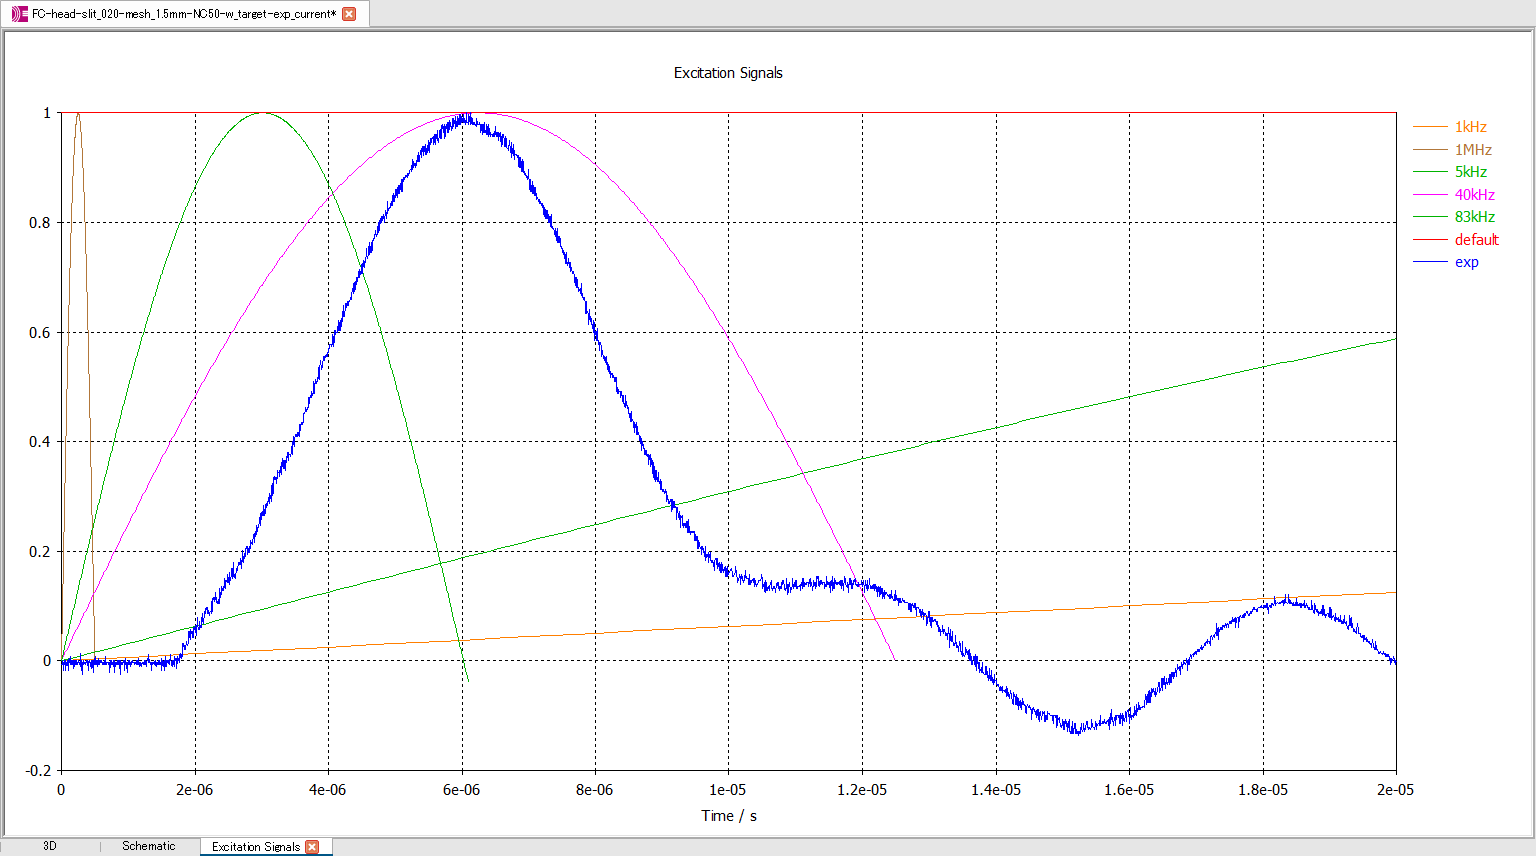 FC-head-slit_020-mesh_1.5mm-NC50-w_target-exp_current*
Excitation Signals
1
0.8
0.6
0.4
0.2
0
-0.2
0 2e-06 4e-06 6e-06 8e-06 1e-05 1.2e-05 1.4e-05 1.6e-05 1.8e-05 2e-05
Time / s
1kHz
1MHz
5kHz
40kHz
83kHz
default
exp
3D Schematic Excitation Signals